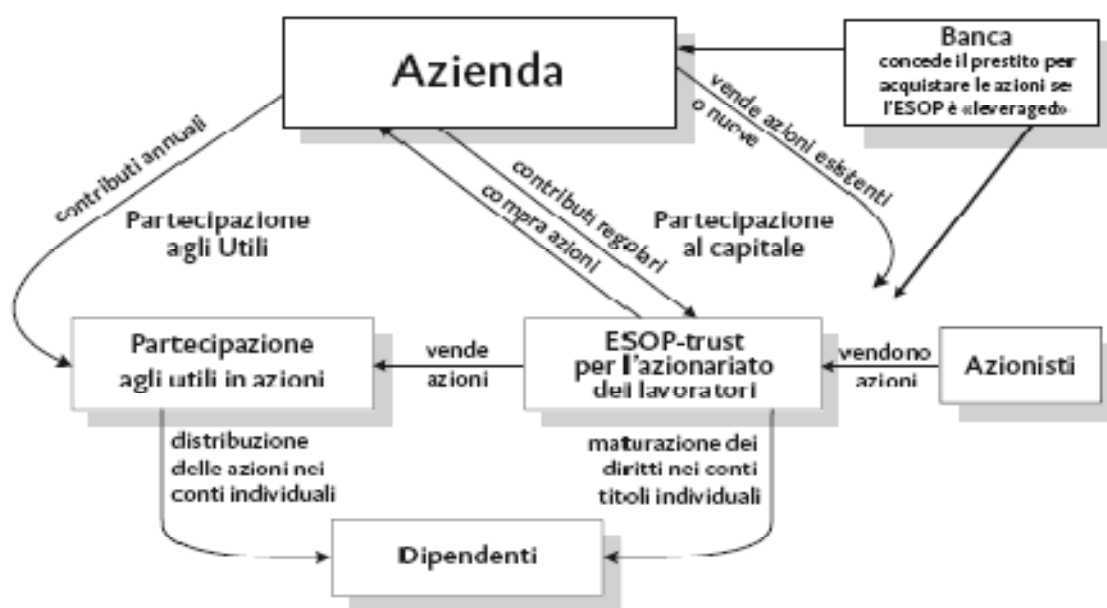 Azienda
Banca
concede il prestito per
acquistare le azioni se
l'ESOP è «leveraged»
contributi annuali
Partecipazione
agli Utili
compra azioni
contributi regolari
Partecipazione
al capitale
vende azioni esistenti
o nuove
Partecipazione
agli utili in azioni
vende
azioni
ESOP-trust
per l'azionariato
dei lavoratori
vendono
azioni
Azionisti
distribuzione
delle azioni nei
conti individuali
maturazione dei
diritti nei conti
titoli individuali
Dipendenti